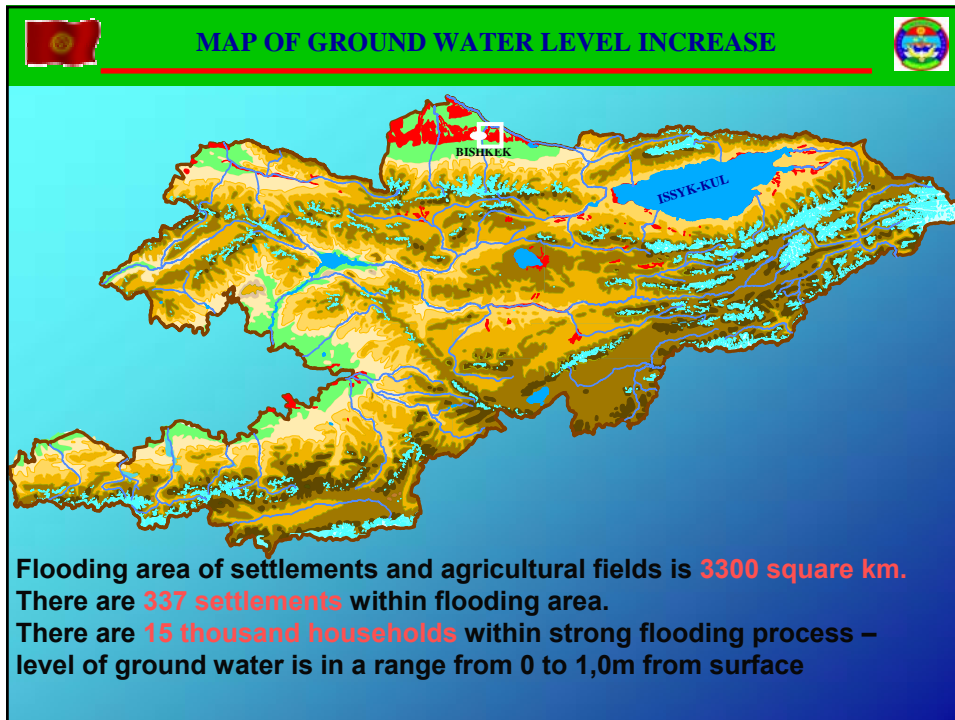 MAP OF GROUND WATER LEVEL INCREASE
BISHKEK
ISSYK-KUL
Flooding area of settlements and agricultural fields is 3300 square km.
There are 337 settlements within flooding area.
There are 15 thousand households within strong flooding process –
level of ground water is in a range from 0 to 1,0m from surface